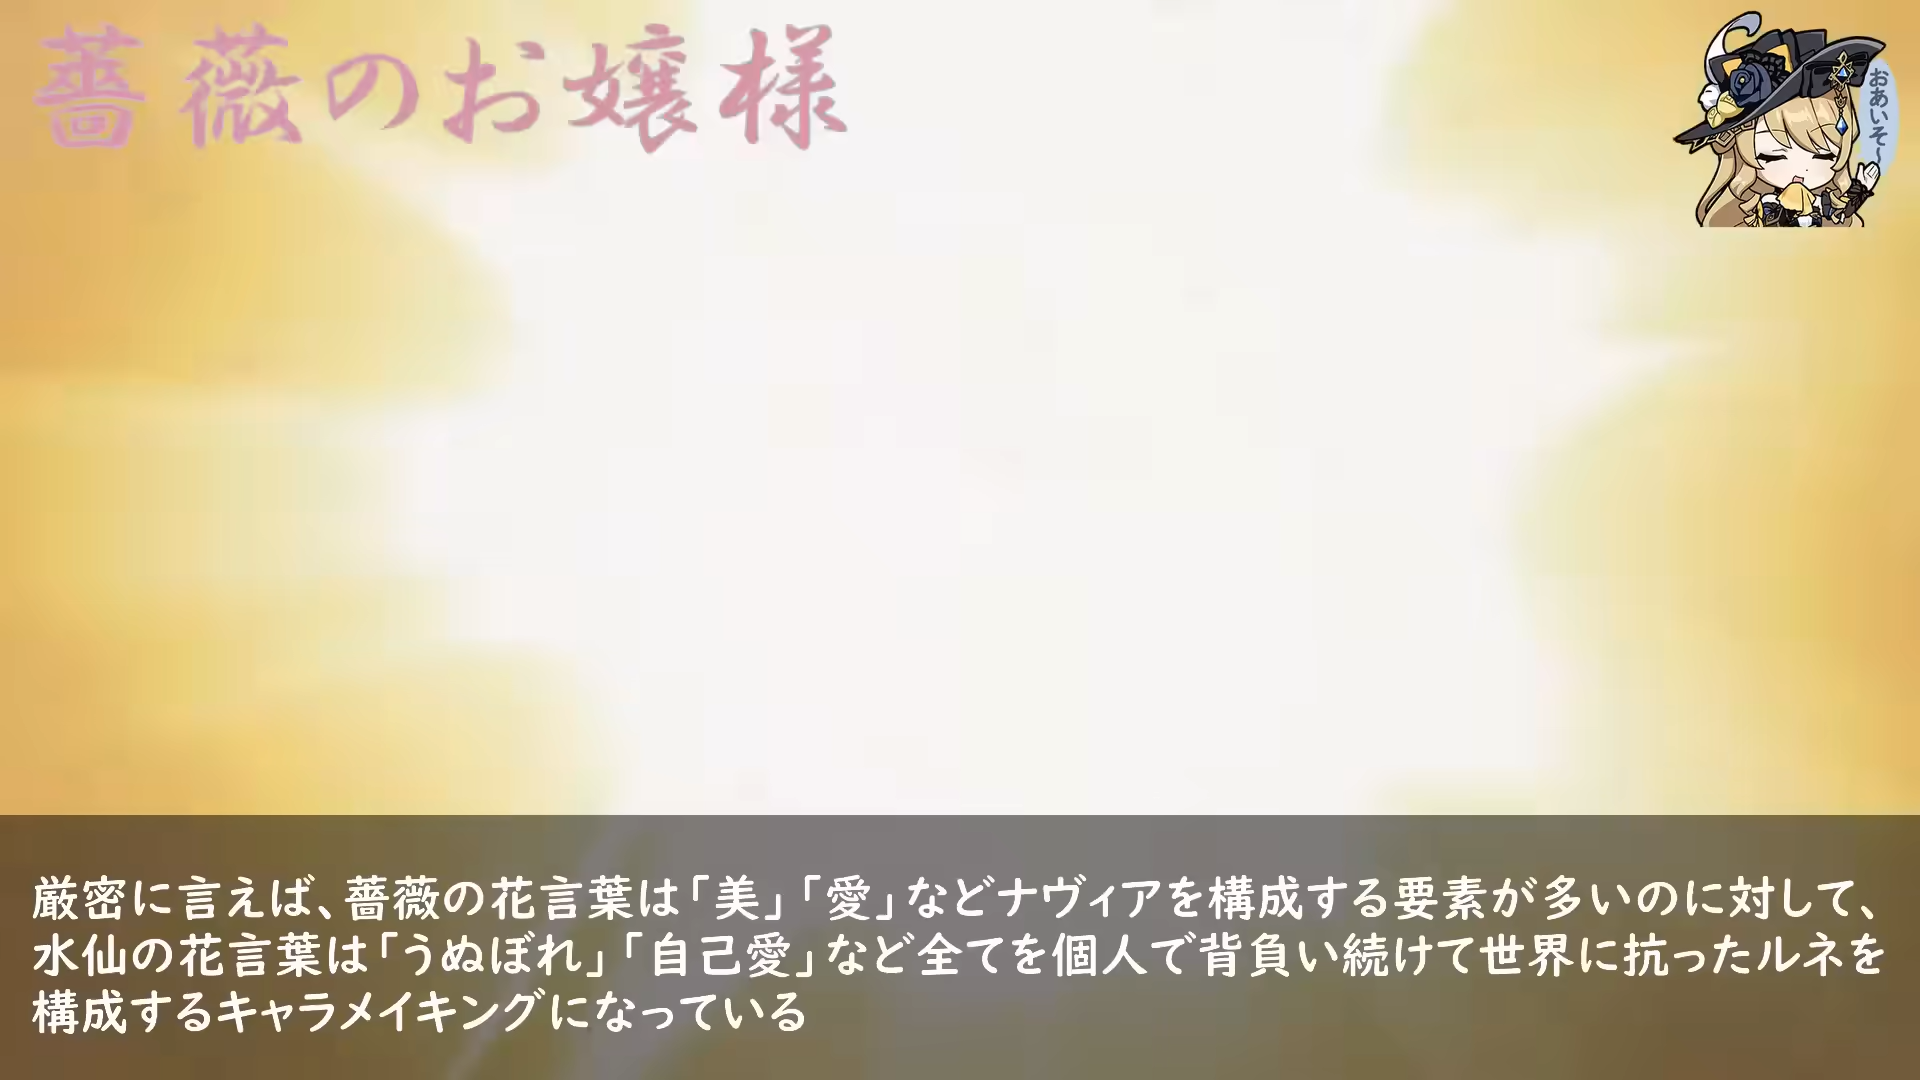 薔薇のお嬢様
おあいそ～
厳密に言えば、薔薇の花言葉は「美」「愛」などナヴィアを構成する要素が多いのに対して、
水仙の花言葉は「うぬぼれ」「自己愛」など全てを個人で背負い続けて世界に抗ったルネを
構成するキャラメイキングになっている